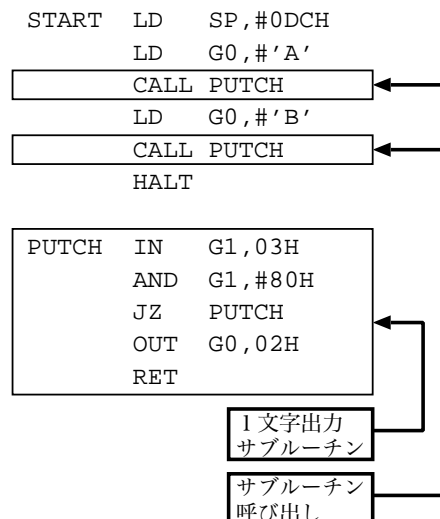 START LD SP,#0DCH
LD G0,#'A'
CALL PUTCH
LD G0,#'B'
CALL PUTCH
HALT
PUTCH IN G1,03H
AND G1,#80H
JZ PUTCH
OUT G0,02H
RET
１文字出力
サブルーチン
サブルーチン
呼び出し